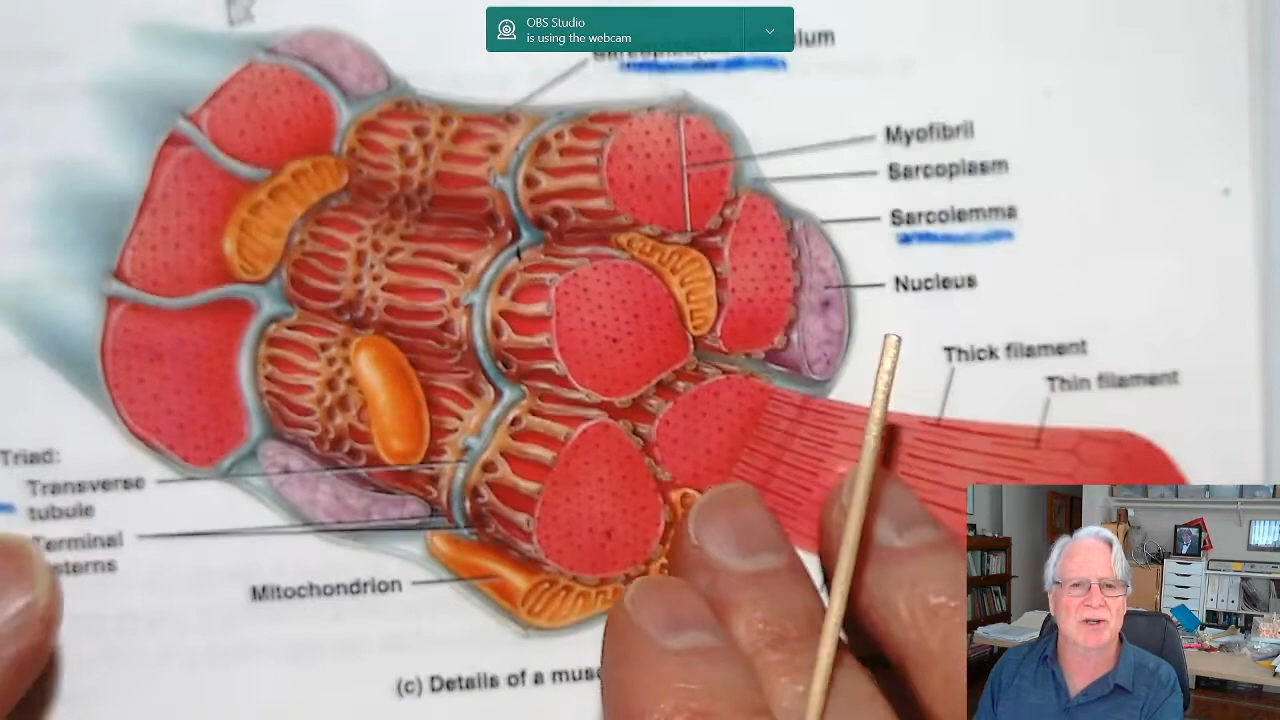 OBS Studio
is using the webcam
Myofibril
Sarcoplasm
Sarcolemma
Nucleus
Thick filament
Thin filament
Triad:
Transverse
tubule
Terminal
Mitochondrion
(c) Details of a